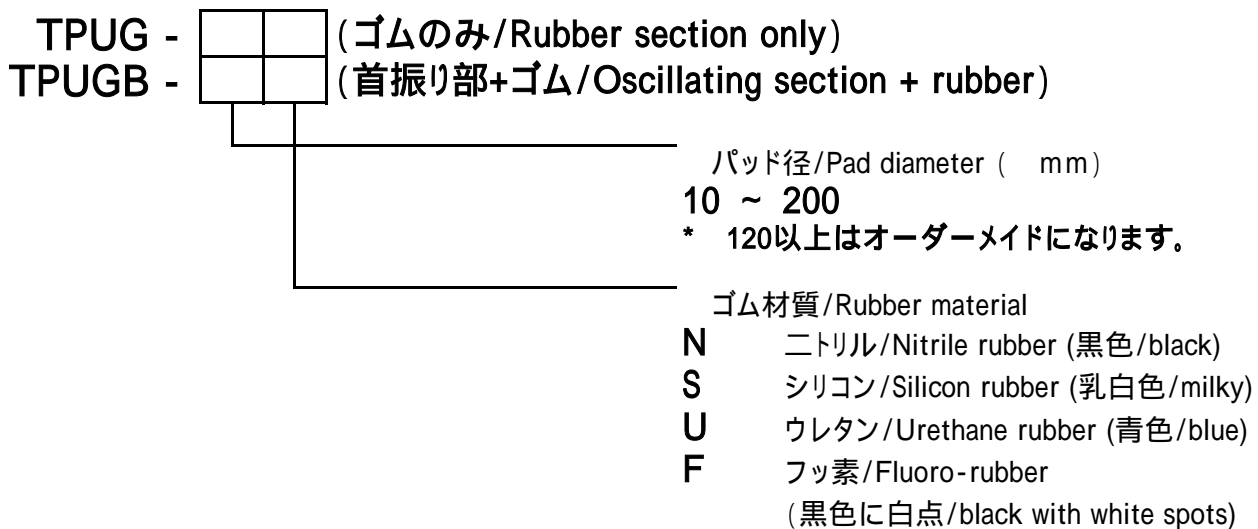 TPUG - (ゴムのみ/Rubber section only)
TPUGB - (首振り部+ゴム/Oscillating section + rubber)
パッド径/Pad diameter ( mm)
10 ~ 200
* 120以上はオーダーメイドになります。
ゴム材質/Rubber material
N ニトリル/Nitrile rubber (黒色/black)
S シリコン/Silicon rubber (乳白色/milky)
U ウレタン/Urethane rubber (青色/blue)
F フッ素/Fluoro-rubber
(黒色に白点/black with white spots)